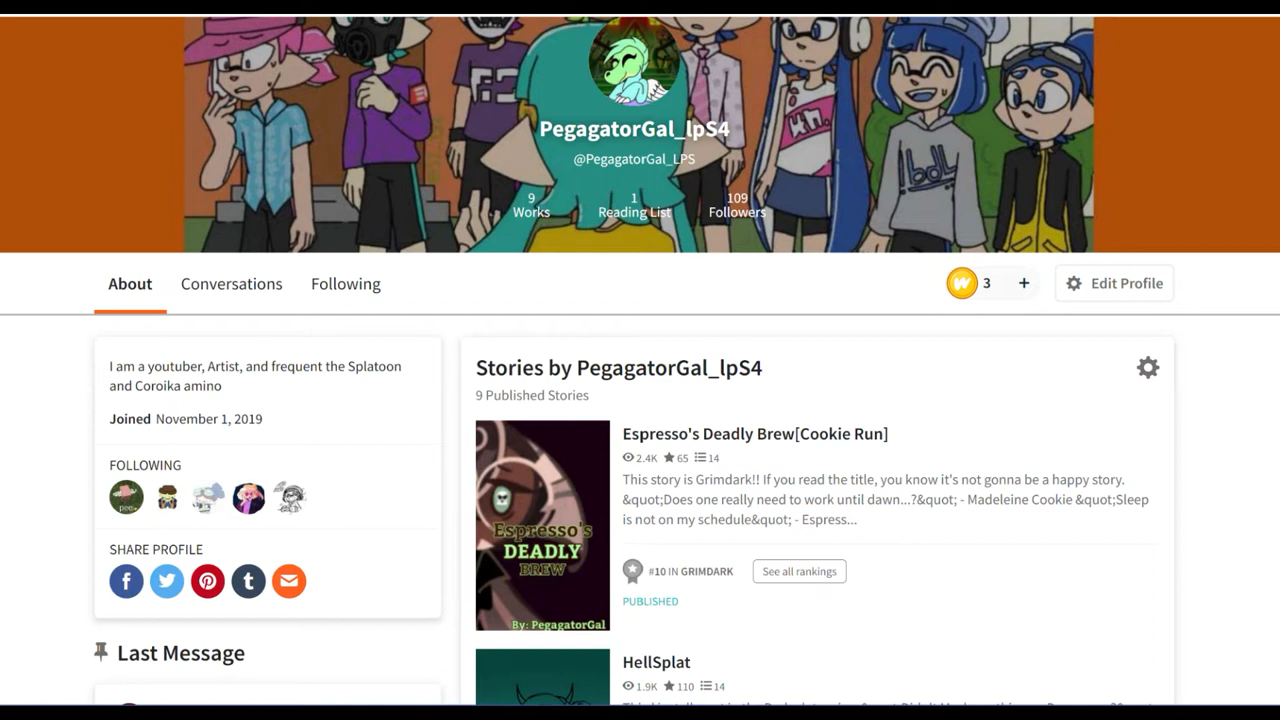 kn.
ibdl
PegagatorGal_lpS4
@PegagatorGal_LPS
9
Works
1
Reading List
109
Followers
About
Conversations
Following
3
+
Edit Profile
I am a youtuber, Artist, and frequent the Splatoon
and Coroika amino
Joined November 1, 2019
FOLLOWING
SHARE PROFILE
Last Message
Stories by PegagatorGal_lpS4
9 Published Stories
Espresso's
DEADLY
BREW
By: PegagatorGal
Espresso's Deadly Brew[Cookie Run]
2.4K 65 14
This story is Grimdark!! If you read the title, you know it's not gonna be a happy story.
&quot;Does one really need to work until dawn...?&quot; - Madeleine Cookie &quot;Sleep
is not on my schedule&quot; - Espress...
#10 IN GRIMDARK
See all rankings
PUBLISHED
HellSplat
1.9K 110 14